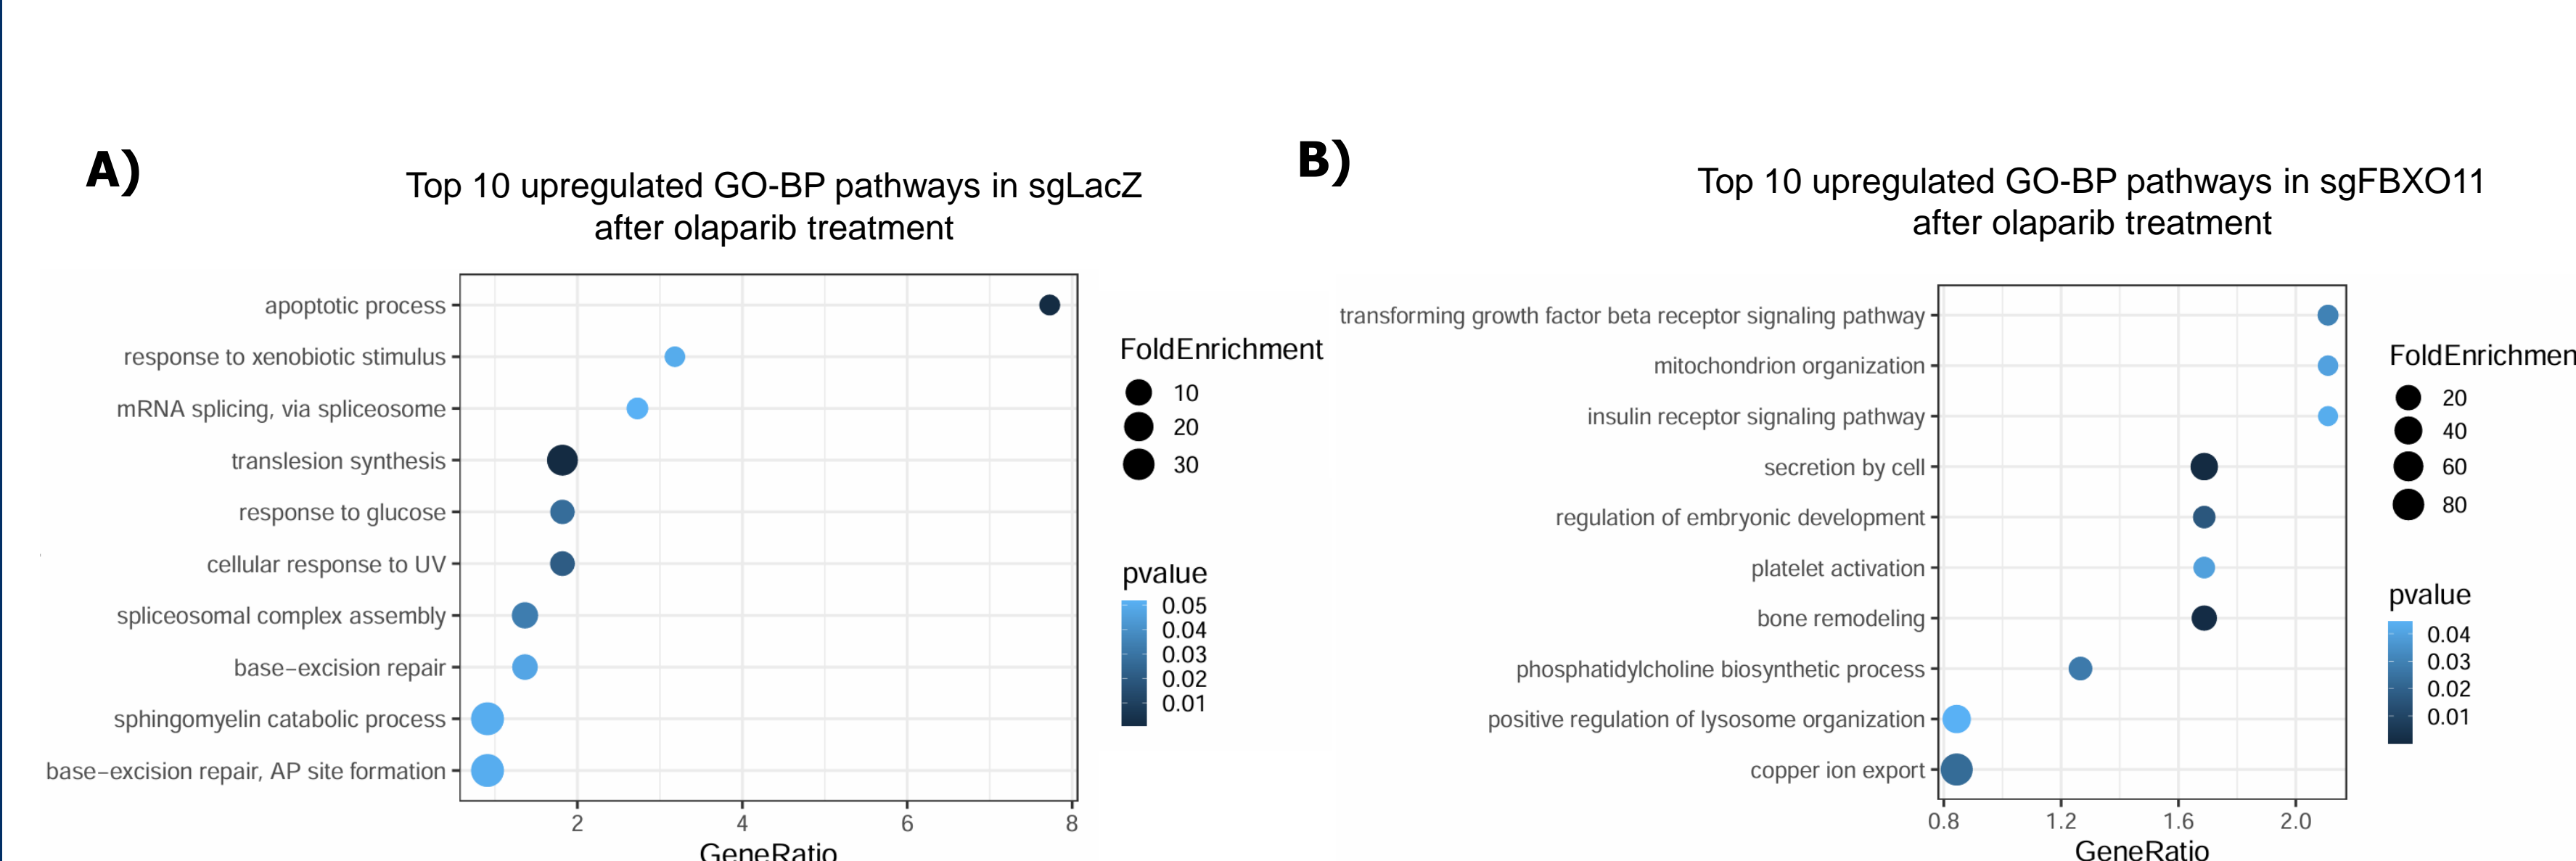 A)
Top 10 upregulated GO-BP pathways in sgLacZ
after olaparib treatment
apoptotic process
response to xenobiotic stimulus
mRNA splicing, via spliceosome
translesion synthesis
response to glucose
cellular response to UV
spliceosomal complex assembly
base−excision repair
sphingomyelin catabolic process
base−excision repair, AP site formation
2 4 6 8
GeneRatio
FoldEnrichment
10
20
30
pvalue
0.05
0.04
0.03
0.02
0.01
B)
Top 10 upregulated GO-BP pathways in sgFBXO11
after olaparib treatment
transforming growth factor beta receptor signaling pathway
mitochondrion organization
insulin receptor signaling pathway
secretion by cell
regulation of embryonic development
platelet activation
bone remodeling
phosphatidylcholine biosynthetic process
positive regulation of lysosome organization
copper ion export
0.8 1.2 1.6 2.0
GeneRatio
FoldEnrichmen
20
40
60
80
pvalue
0.04
0.03
0.02
0.01